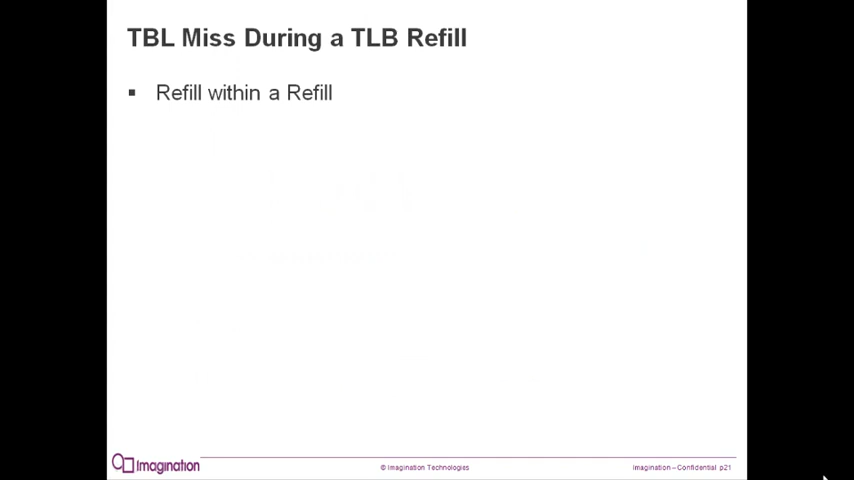 TBL Miss During a TLB Refill
▪ Refill within a Refill
Imagination
© Imagination Technologies
Imagination – Confidential p21